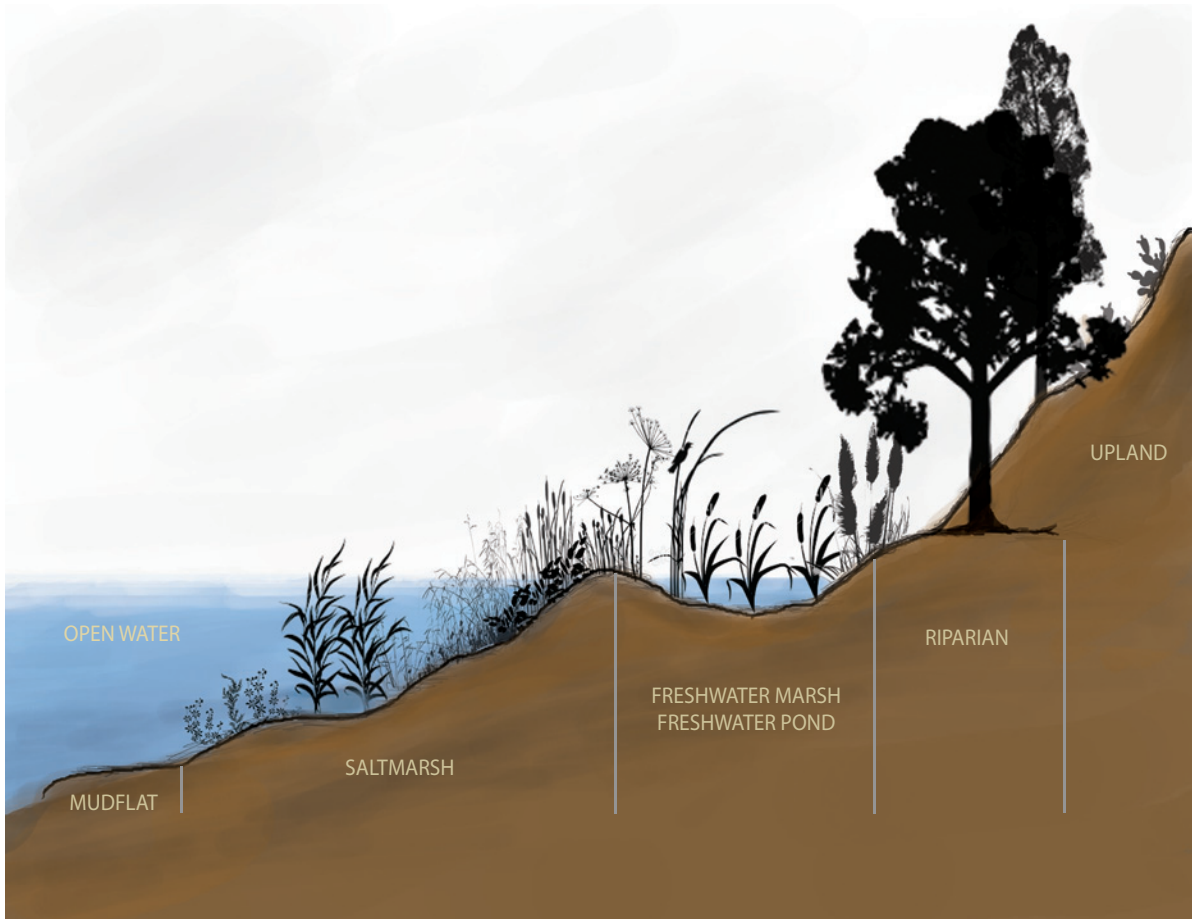 UPLAND
OPEN WATER
RIPARIAN
FRESHWATER MARSH
FRESHWATER POND
SALTMARSH
MUDFLAT